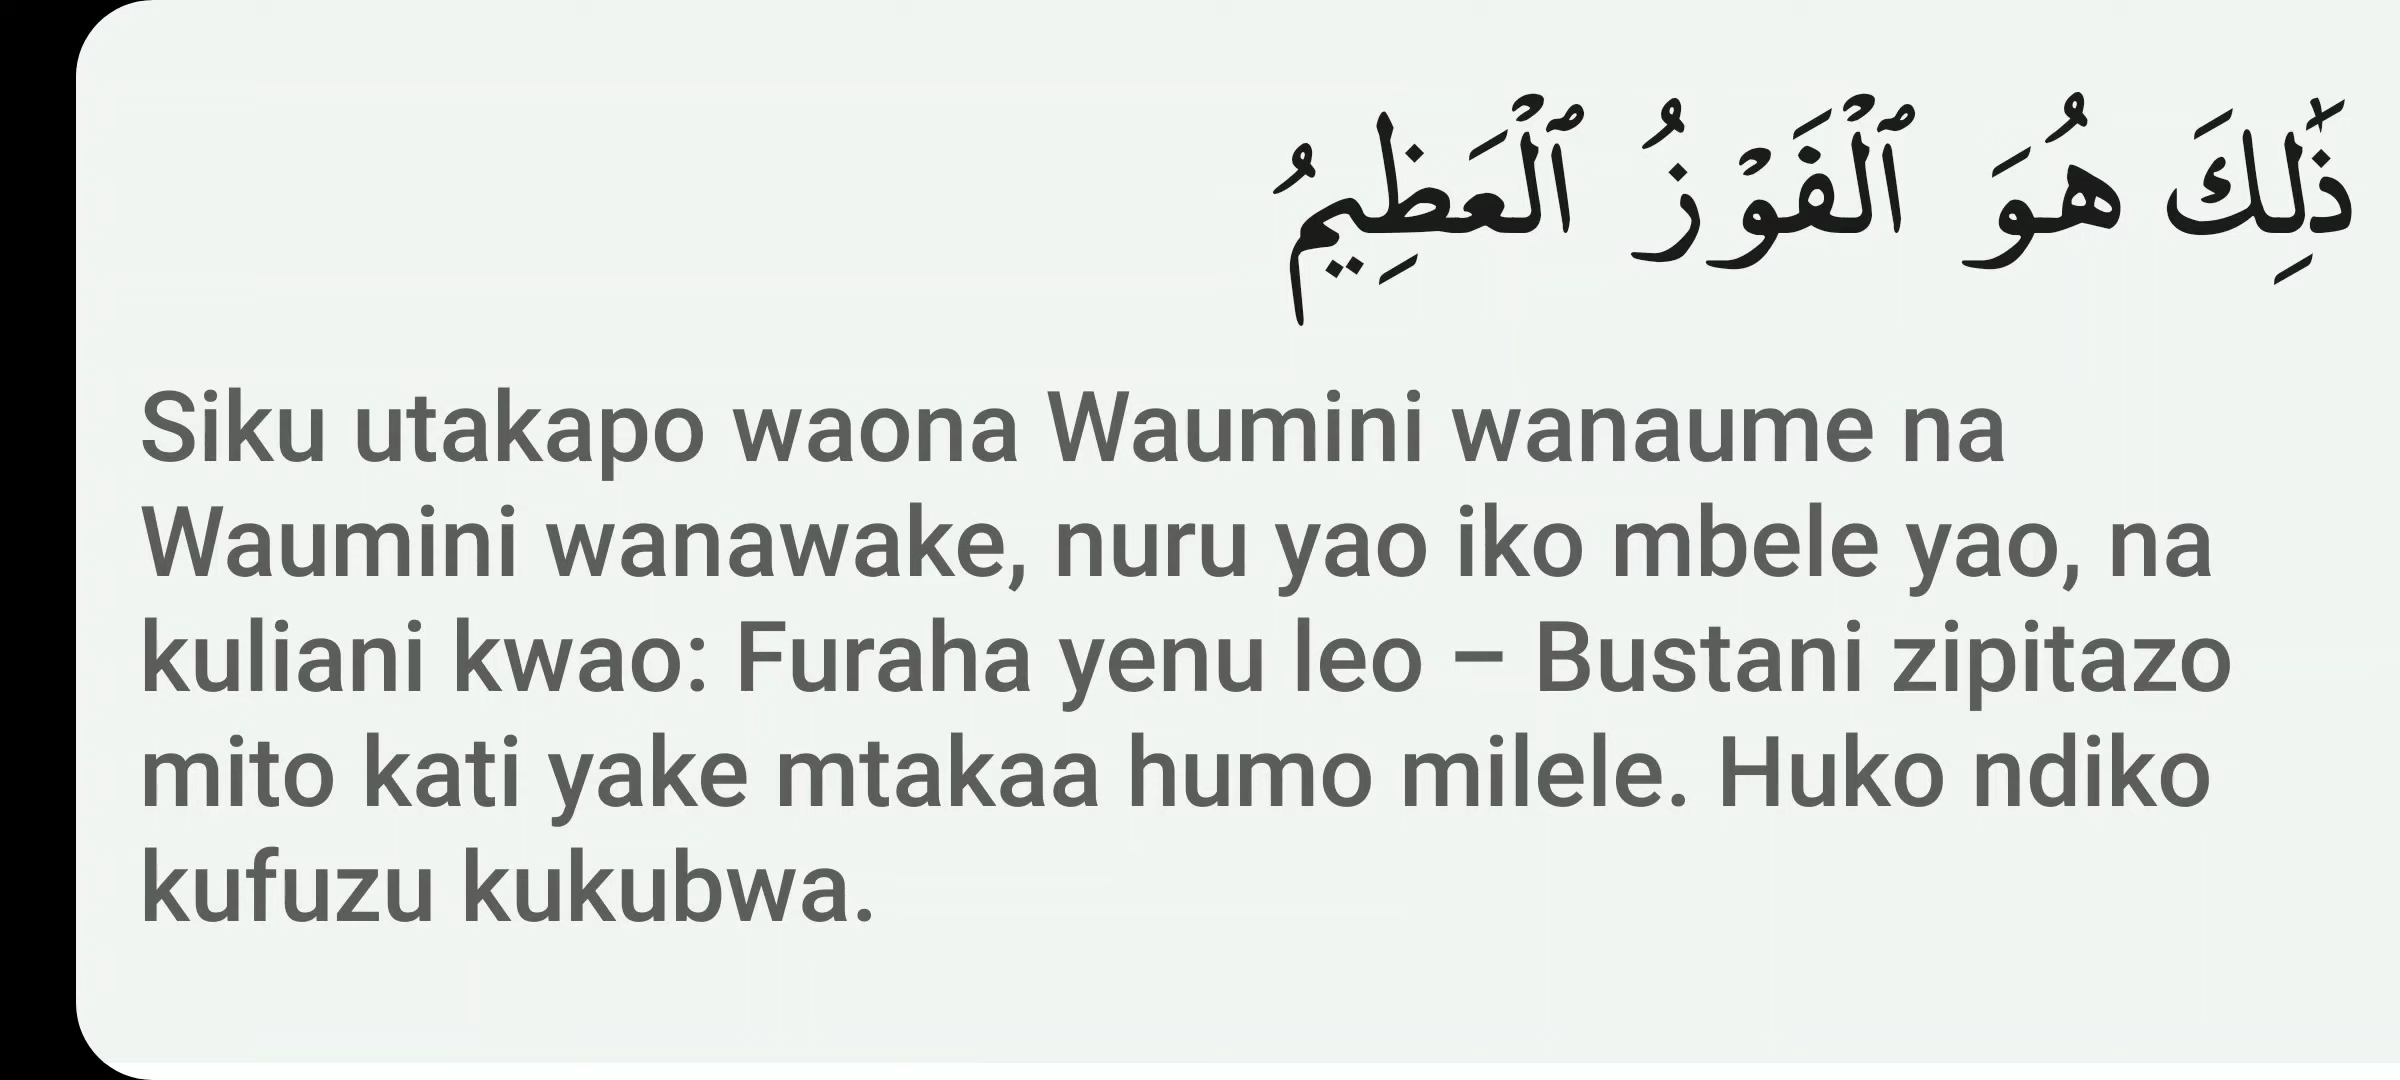 ذَٰلِكَ هُوَ ٱلْفَوْزُ ٱلْعَظِيمُ
Siku utakapo waona Waumini wanaume na
Waumini wanawake, nuru yao iko mbele yao, na
kuliani kwao: Furaha yenu leo – Bustani zipitazo
mito kati yake mtakaa humo milele. Huko ndiko
kufuzu kukubwa.